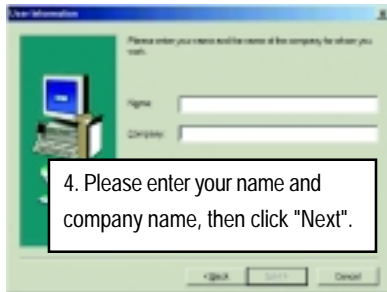 User Information
Please enter your name and the name of the company for whom you
work.
Name:
Company:
4. Please enter your name and
company name, then click "Next".
< Back
Next >
Cancel